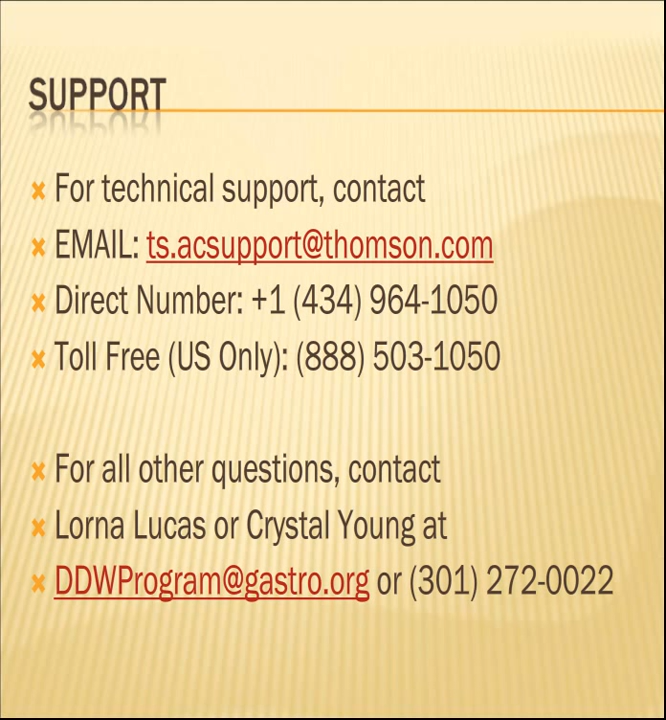 SUPPORT
For technical support, contact
EMAIL: ts.acsupport@thomson.com
Direct Number: +1 (434) 964-1050
Toll Free (US Only): (888) 503-1050
For all other questions, contact
Lorna Lucas or Crystal Young at
DDWProgram@gastro.org or (301) 272-0022